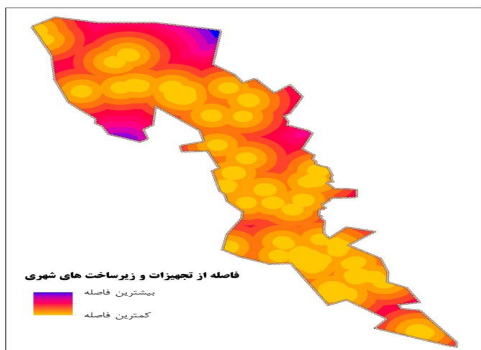 فاصله از تجهیزات و زیرساخت های شهری
بیشترین فاصله
کمترین فاصله